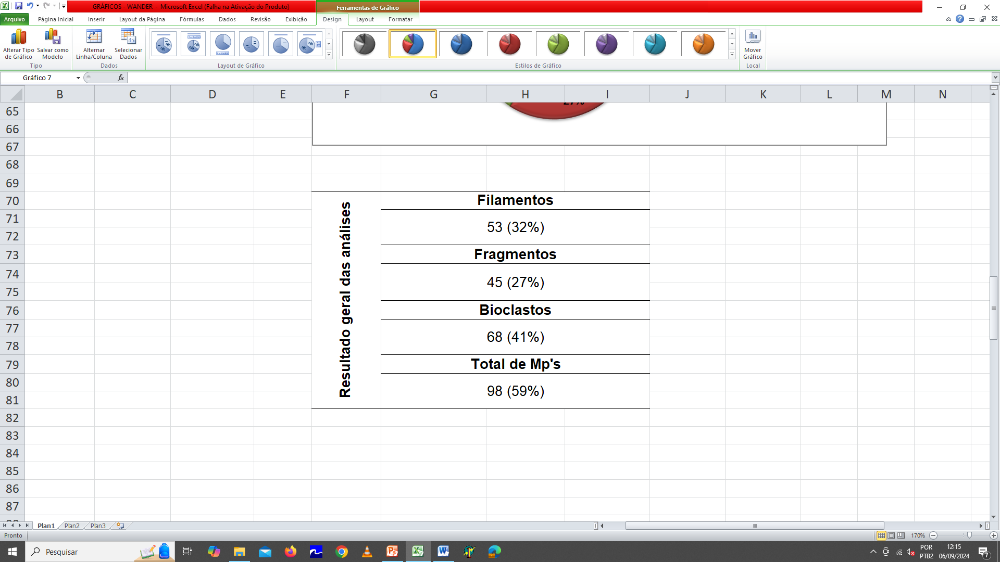 GRÁFICOS - WANDER - Microsoft Excel (Falha na Ativação do Produto)
Ferramentas de Gráfico
Arquivo Página Inicial Inserir Layout da Página Fórmulas Dados Revisão Exibição Design Layout Formatar
Alterar Tipo de Gráfico
Salvar como Modelo
Alternar Linha/Coluna
Selecionar Dados
Mover Gráfico
Tipo Dados Layout de Gráfico Estilos de Gráfico Local
Gráfico 7 fx
B C D E F G H I J K L M N
65
27%
66
67
68
69
70
71
72
73
74
75
76
77
78
79
80
81
82
83
84
85
86
87
Resultado geral das análises
Filamentos
53 (32%)
Fragmentos
45 (27%)
Bioclastos
68 (41%)
Total de Mp's
98 (59%)
Plan1 Plan2 Plan3
Pronto 170%
Pesquisar
POR
PTB2
12:15
06/09/2024
7